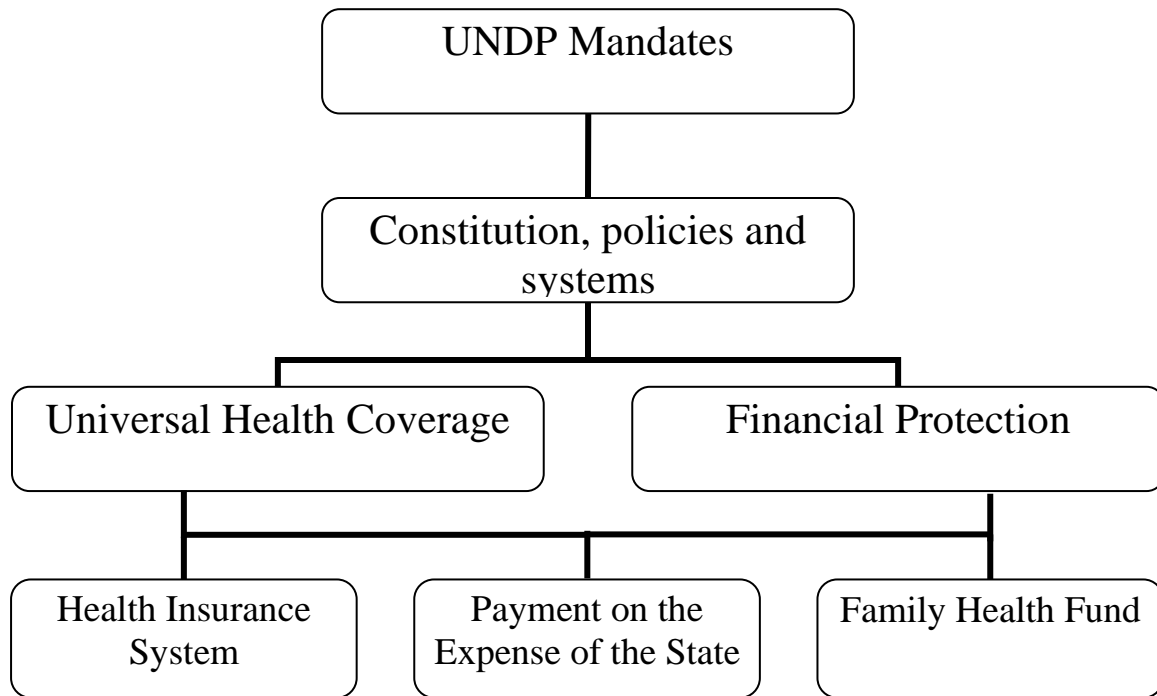 UNDP Mandates
Constitution, policies and
systems
Universal Health Coverage
Financial Protection
Health Insurance
System
Payment on the
Expense of the State
Family Health Fund